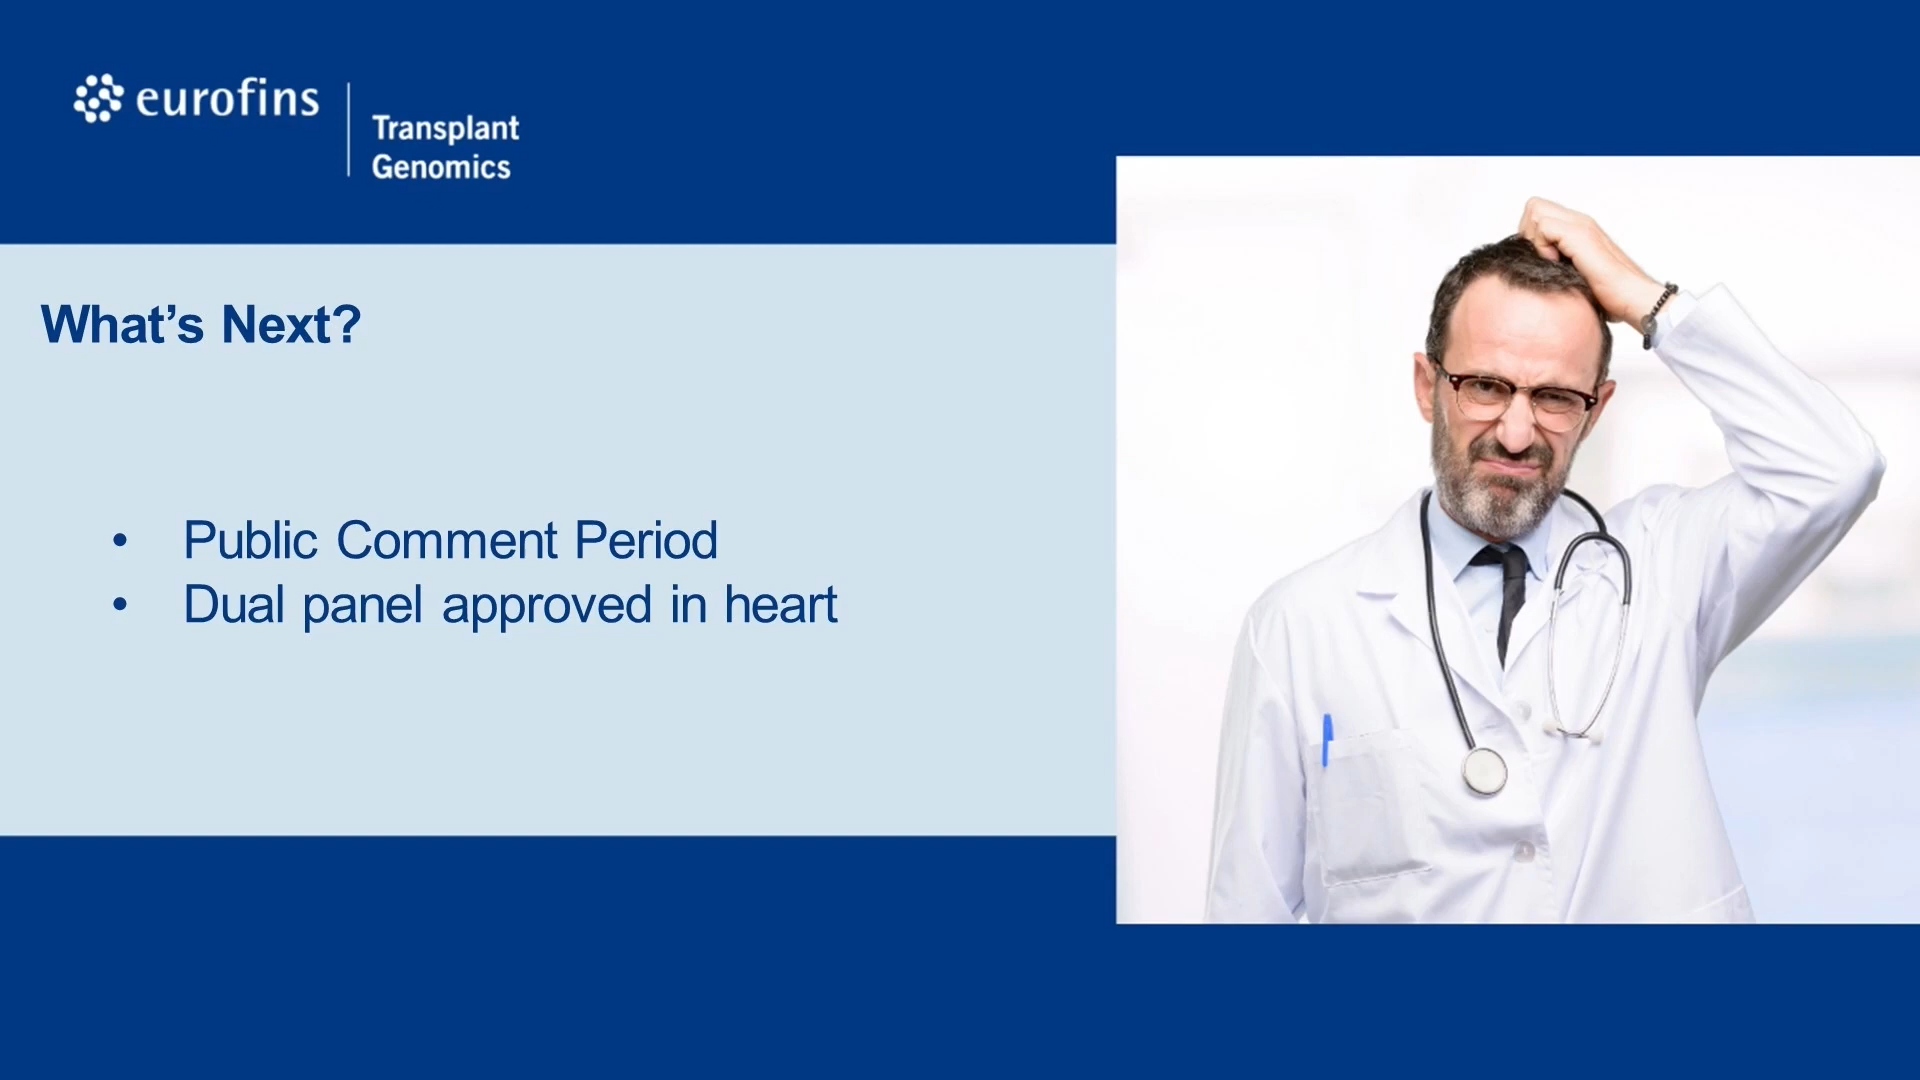 eurofins
Transplant
Genomics
What’s Next?
• Public Comment Period
• Dual panel approved in heart